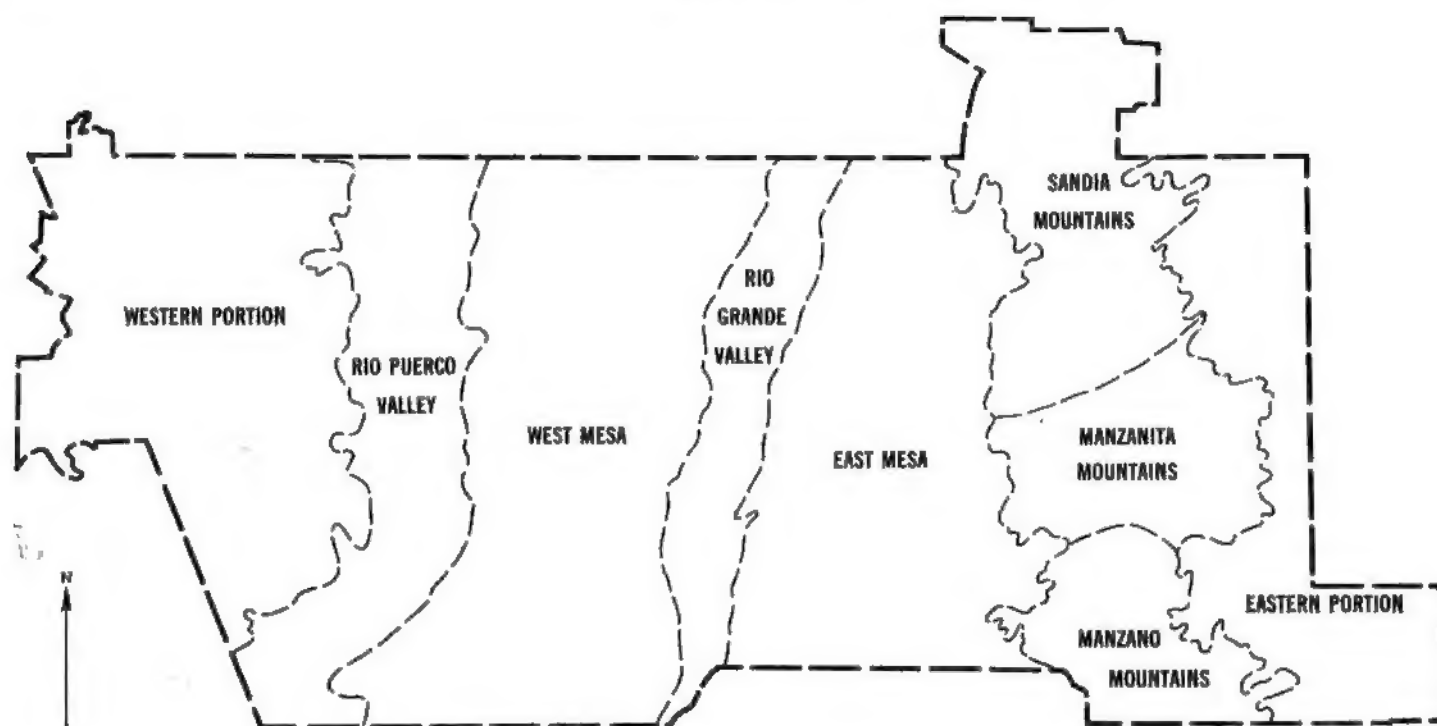 SANDIA
MOUNTAINS
WESTERN PORTION
RIO PUERCO
VALLEY
WEST MESA
RIO
GRANDE
VALLEY
EAST MESA
MANZANITA
MOUNTAINS
N
EASTERN PORTION
MANZANO
MOUNTAINS